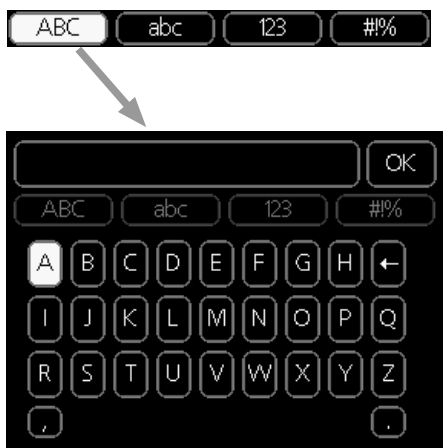 ABC abc 123 #!%
OK
ABC abc 123 #!%
A B C D E F G H ←
I J K L M N O P Q
R S T U V W X Y Z
, .